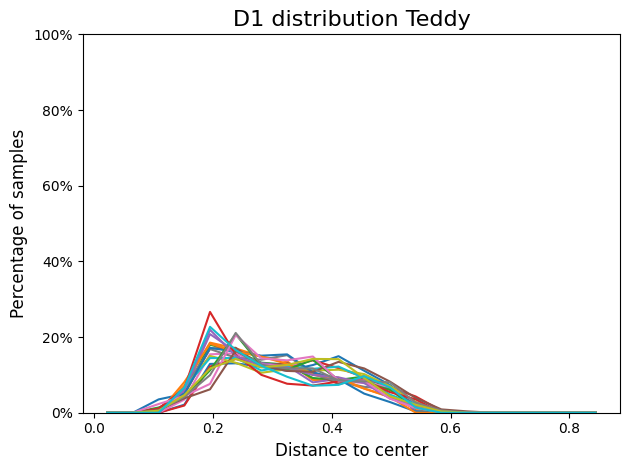 D1 distribution Teddy
Percentage of samples
100%
80%
60%
40%
20%
0%
0.0 0.2 0.4 0.6 0.8
Distance to center